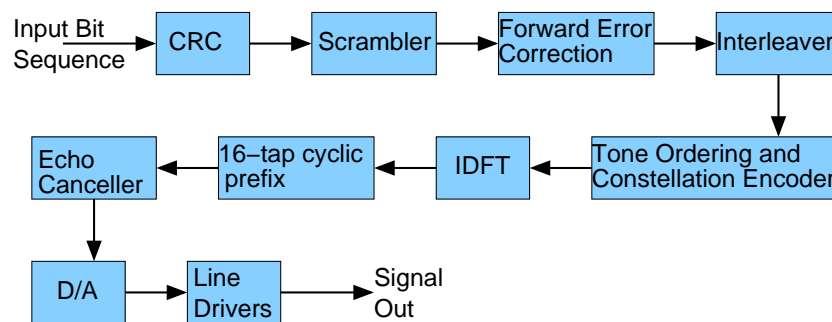 Input Bit
Sequence
CRC
Scrambler
Forward Error
Correction
Interleaver
Tone Ordering and
Constellation Encoder
IDFT
16−tap cyclic
prefix
Echo
Canceller
D/A
Line
Drivers
Signal
Out